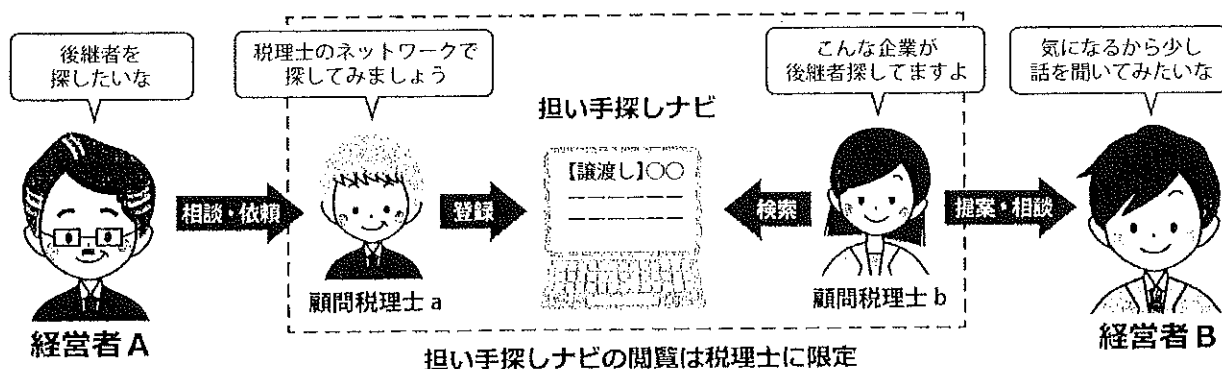 後継者を
探したいな
税理士のネットワークで
探してみましょう
こんな企業が
後継者探してますよ
気になるから少し
話を聞いてみたいな
担い手探しナビ
【譲渡し】○○
相談・依頼
登録
検索
提案・相談
顧問税理士 a
顧問税理士 b
経営者 A
経営者 B
担い手探しナビの閲覧は税理士に限定